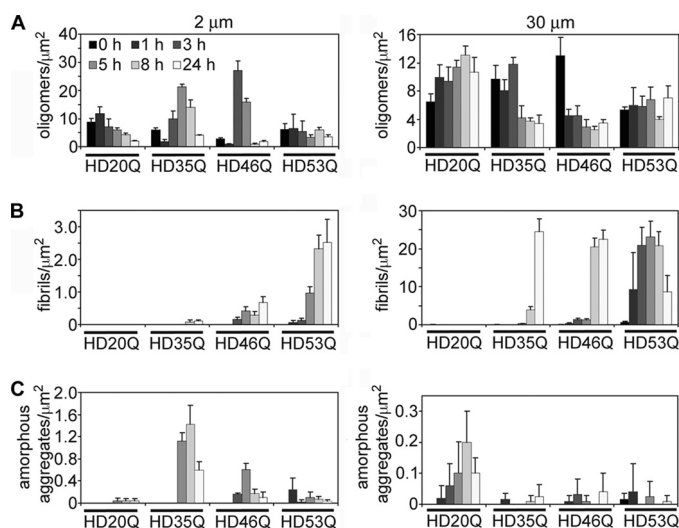 2 µm 30 µm
A
0 h 1 h 3 h
5 h 8 h 24 h
oligomers/µm2
60
50
40
30
20
10
0
HD20Q HD35Q HD46Q HD53Q
oligomers/µm2
16
12
8
4
0
HD20Q HD35Q HD46Q HD53Q
B
fibrils/µm2
3.0
2.0
1.0
0
HD20Q HD35Q HD46Q HD53Q
fibrils/µm2
30
20
10
0
HD20Q HD35Q HD46Q HD53Q
C
amorphous
aggregates/µm2
2.0
1.6
1.2
0.8
0.4
0
HD20Q HD35Q HD46Q HD53Q
amorphous
aggregates/µm2
0.3
0.2
0.1
0
HD20Q HD35Q HD46Q HD53Q